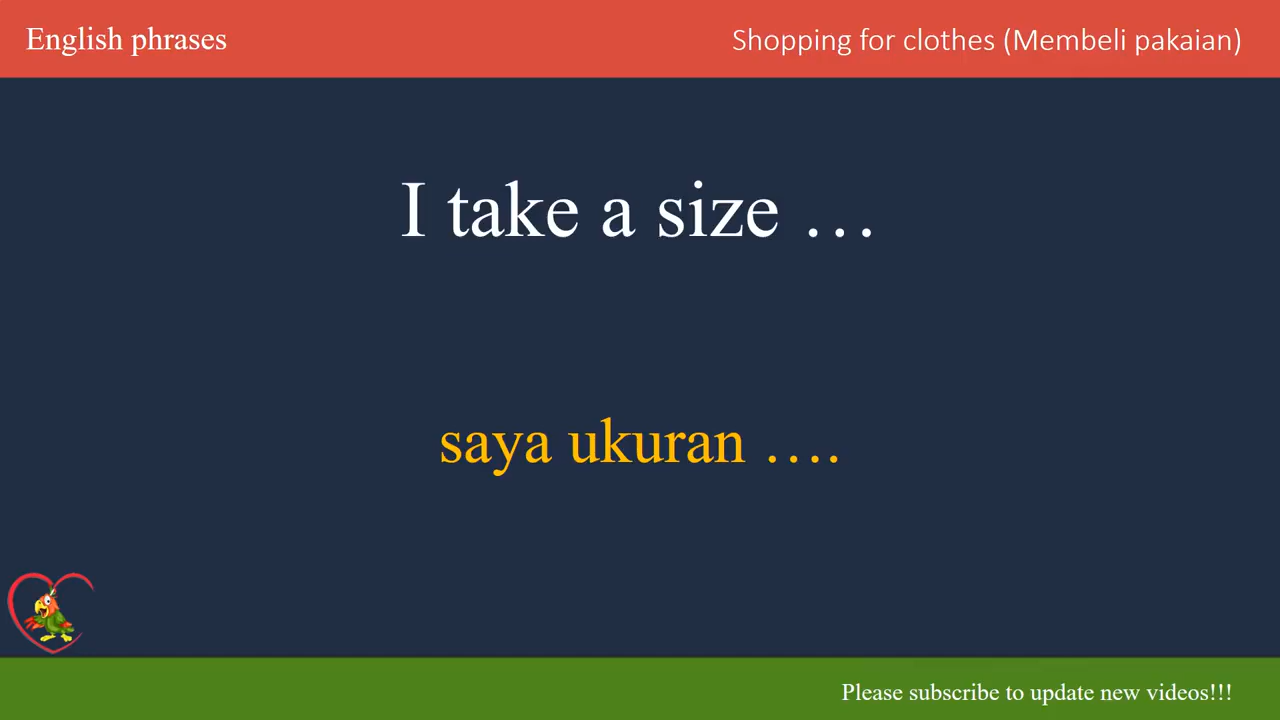 English phrases
Shopping for clothes (Membeli pakaian)
I take a size …
saya ukuran ….
Please subscribe to update new videos!!!